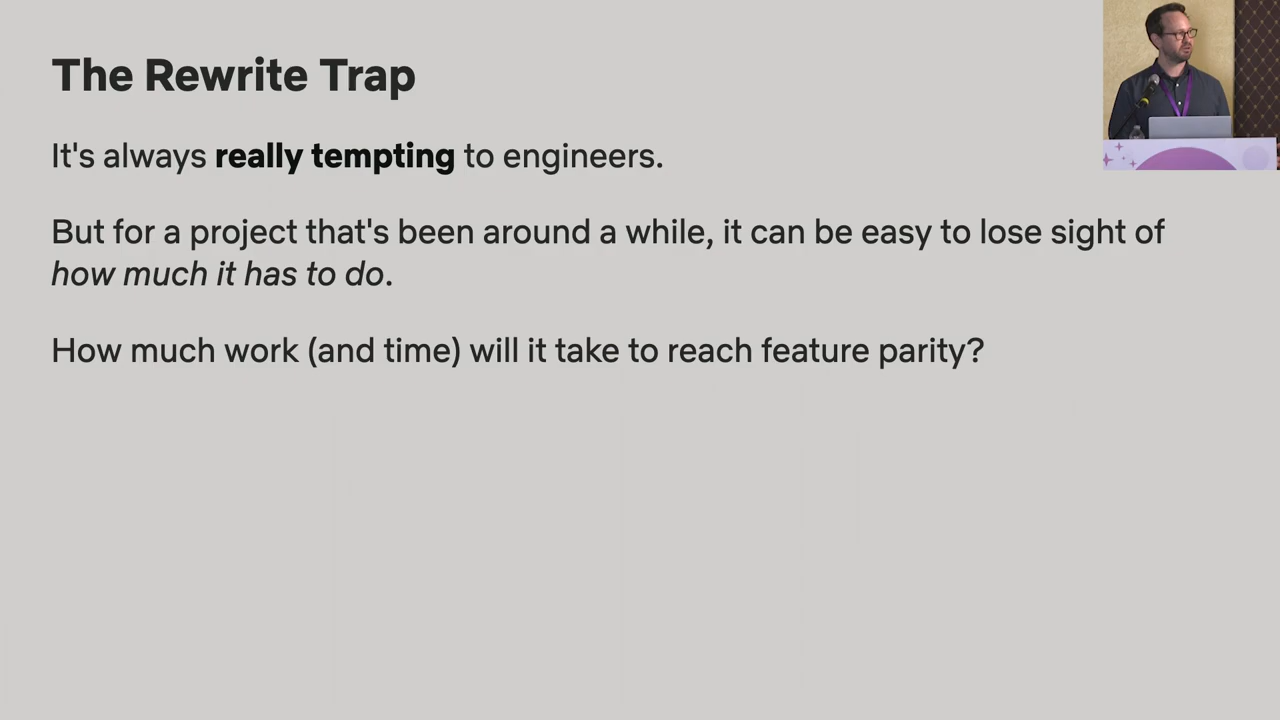 The Rewrite Trap
It's always really tempting to engineers.
But for a project that's been around a while, it can be easy to lose sight of
how much it has to do.
How much work (and time) will it take to reach feature parity?